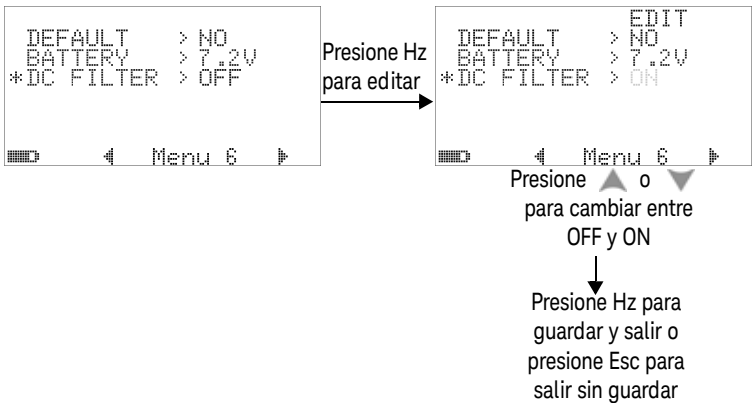 DEFAULT > NO
BATTERY > 7.2V
*DC FILTER > OFF
Menu 6
Presione Hz
para editar
EDIT
DEFAULT > NO
BATTERY > 7.2V
*DC FILTER > ON
Menu 6
Presione o
para cambiar entre
OFF y ON
Presione Hz para
guardar y salir o
presione Esc para
salir sin guardar